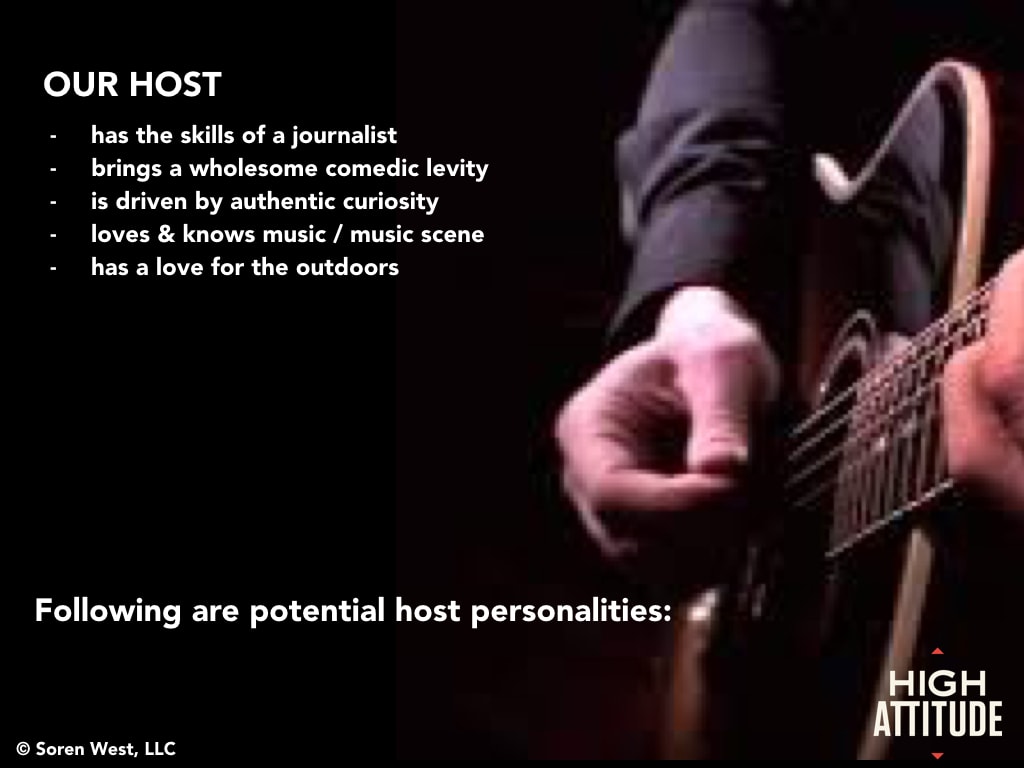 OUR HOST
- has the skills of a journalist
- brings a wholesome comedic levity
- is driven by authentic curiosity
- loves & knows music / music scene
- has a love for the outdoors
Following are potential host personalities:
HIGH
ATTITUDE
© Soren West, LLC